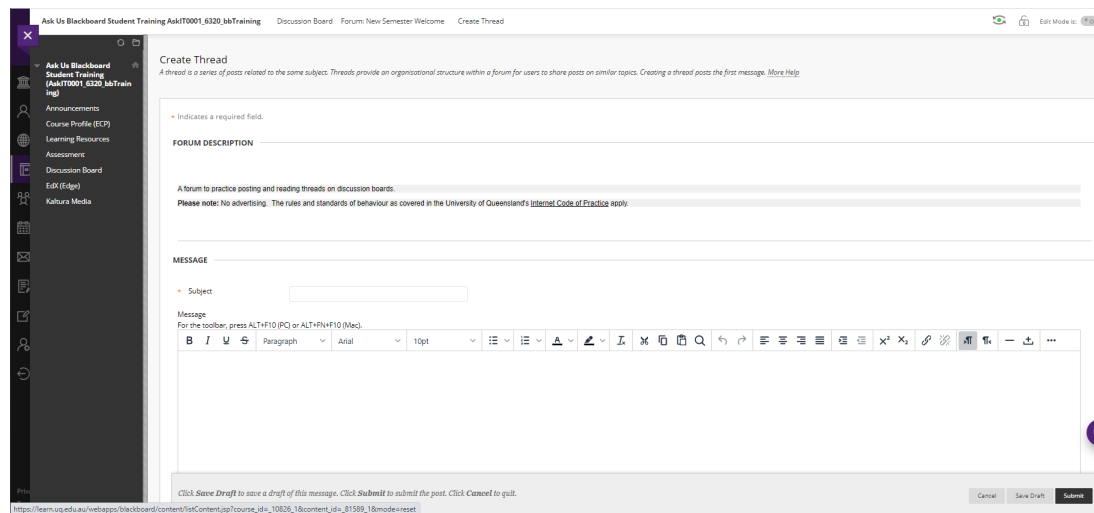 Ask Us Blackboard Student Training AskIT0001_6320_bbTraining Discussion Board Forum: New Semester Welcome Create Thread Edit Mode is:
Ask Us Blackboard
Student Training
(AskIT0001_6320_bbTrain
ing)
Announcements
Course Profile (ECP)
Learning Resources
Assessment
Discussion Board
EdX (Edge)
Kaltura Media
Create Thread
A thread is a series of posts related to the same subject. Threads provide an organisational structure within a forum for users to share posts on similar topics. Creating a thread posts the first message. More Help
* Indicates a required field.
FORUM DESCRIPTION
A forum to practice posting and reading threads on discussion boards.
Please note: No advertising. The rules and standards of behaviour as covered in the University of Queensland's Internet Code of Practice apply.
MESSAGE
* Subject
Message
For the toolbar, press ALT+F10 (PC) or ALT+FN+F10 (Mac).
B I U S Paragraph Arial 10pt
Click Save Draft to save a draft of this message. Click Submit to submit the post. Click Cancel to quit.
Cancel Save Draft Submit
https://learn.uq.edu.au/webapps/blackboard/content/listContent.jsp?course_id=_10826_1&content_id=_81589_1&mode=reset